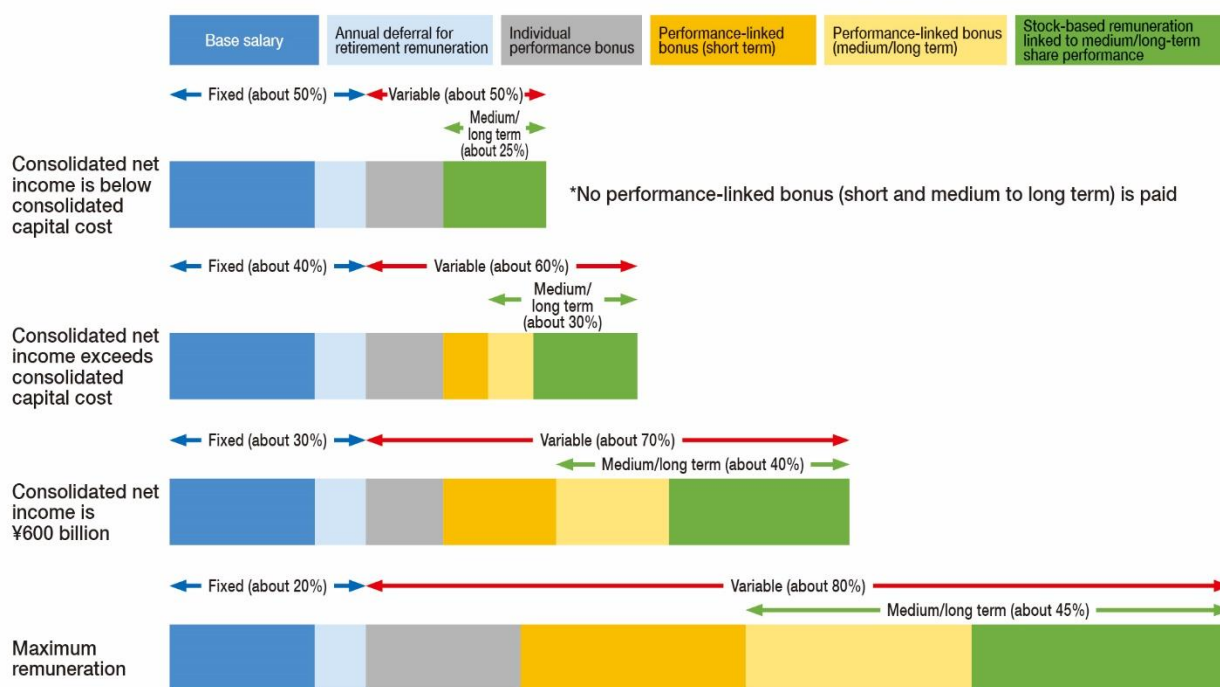 Base salary
Annual deferral for
retirement remuneration
Individual
performance bonus
Performance-linked
bonus (short term)
Performance-linked bonus
(medium/long term)
Stock-based remuneration
linked to medium/long-term
share performance
Fixed (about 50%)
Variable (about 50%)
Medium/
long term
(about 25%)
Consolidated net
income is below
consolidated
capital cost
*No performance-linked bonus (short and medium to long term) is paid
Fixed (about 40%)
Variable (about 60%)
Medium/
long term
(about 30%)
Consolidated net
income exceeds
consolidated
capital cost
Fixed (about 30%)
Variable (about 70%)
Medium/long term (about 40%)
Consolidated net
income is
¥600 billion
Fixed (about 20%)
Variable (about 80%)
Medium/long term (about 45%)
Maximum
remuneration